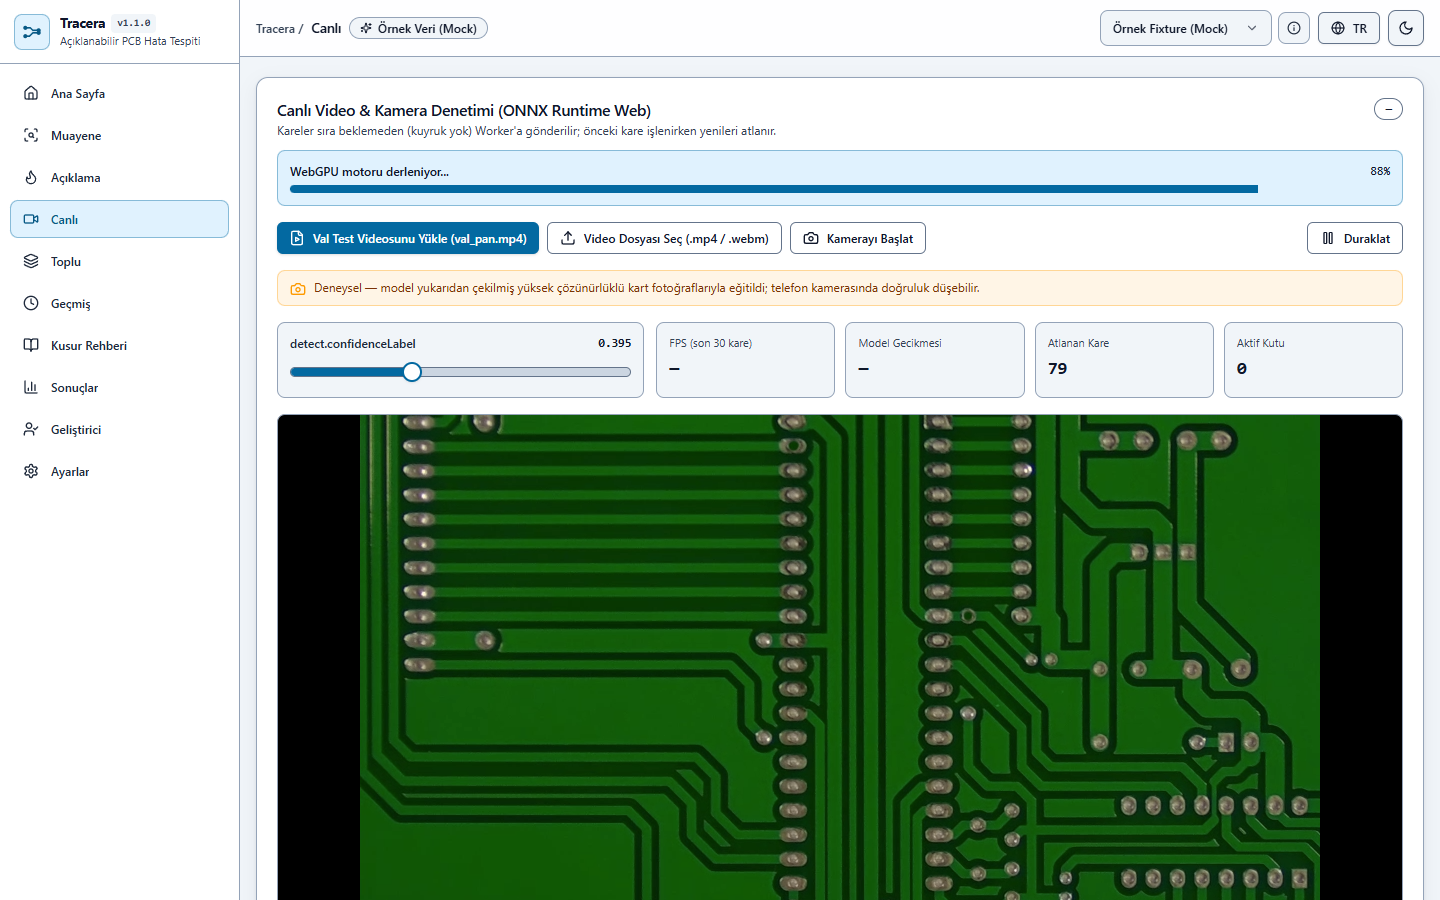 Tracera v1.1.0
Açıklanabilir PCB Hata Tespiti
Ana Sayfa
Muayene
Açıklama
Canlı
Toplu
Geçmiş
Kusur Rehberi
Sonuçlar
Geliştirici
Ayarlar
Tracera / Canlı Örnek Veri (Mock)
Örnek Fixture (Mock) TR
Canlı Video & Kamera Denetimi (ONNX Runtime Web)
Kareler sıra beklemeden (kuyruk yok) Worker'a gönderilir; önceki kare işlenirken yenileri atlanır.
WebGPU motoru derleniyor... 88%
Val Test Videosunu Yükle (val_pan.mp4) Video Dosyası Seç (.mp4 / .webm) Kamerayı Başlat Duraklat
Deneysel — model yukarıdan çekilmiş yüksek çözünürlüklü kart fotoğraflarıyla eğitildi; telefon kamerasında doğruluk düşebilir.
detect.confidenceLabel 0.395
FPS (son 30 kare)
—
Model Gecikmesi
—
Atlanan Kare
79
Aktif Kutu
0